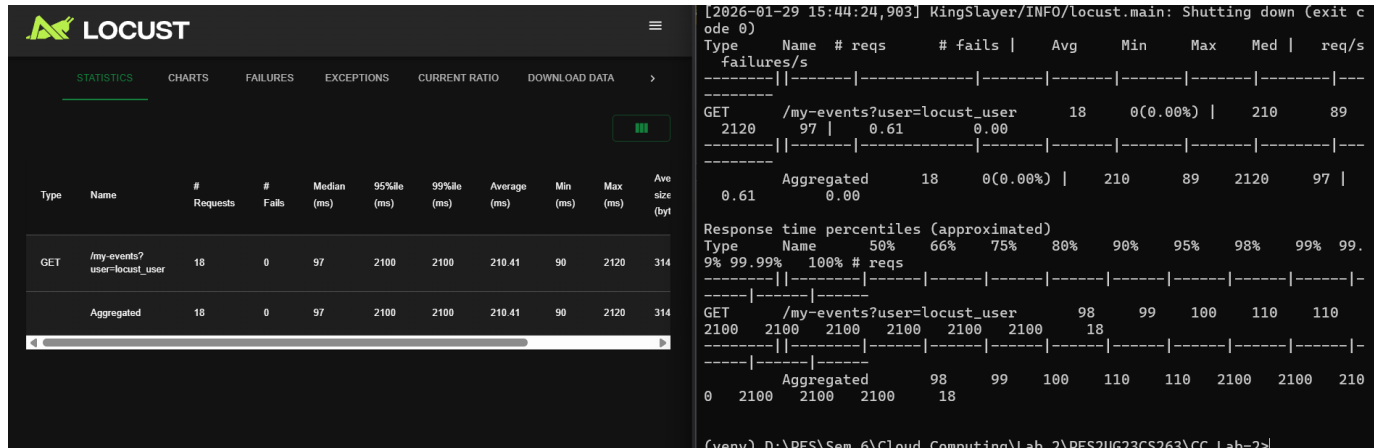 LOCUST
STATISTICS CHARTS FAILURES EXCEPTIONS CURRENT RATIO DOWNLOAD DATA >
Type Name # Requests # Fails Median (ms) 95%ile (ms) 99%ile (ms) Average (ms) Min (ms) Max (ms) Ave size (byt
GET /my-events?user=locust_user 18 0 97 2100 2100 210.41 90 2120 314
Aggregated 18 0 97 2100 2100 210.41 90 2120 314
[2026-01-29 15:44:24,903] KingSlayer/INFO/locust.main: Shutting down (exit c
ode 0)
Type     Name  # reqs      # fails |    Avg     Min     Max    Med |   req/s
  failures/s
--------||-------|-------------|-------|-------|-------|-------|--------|---
--------
GET      /my-events?user=locust_user      18     0(0.00%) |    210      89
  2120     97 |    0.61        0.00
--------||-------|-------------|-------|-------|-------|-------|--------|---
--------
         Aggregated      18     0(0.00%) |    210      89    2120     97 |
  0.61        0.00
Response time percentiles (approximated)
Type     Name      50%    66%    75%    80%    90%    95%    98%    99%  99.
9% 99.99%   100% # reqs
--------||-------|-------------|------|------|------|------|------|------|-
-----|------|------
GET      /my-events?user=locust_user       98     99    100    110    110
2100   2100   2100   2100   2100   2100     18
--------||-------|-------------|------|------|------|------|------|------|-
-----|------|------
         Aggregated       98     99    100    110    110   2100   2100   210
0   2100   2100   2100     18
(venv) D:\PES\Sem 6\Cloud Computing\Lab 2\PES2UG23CS263\CC Lab-2>